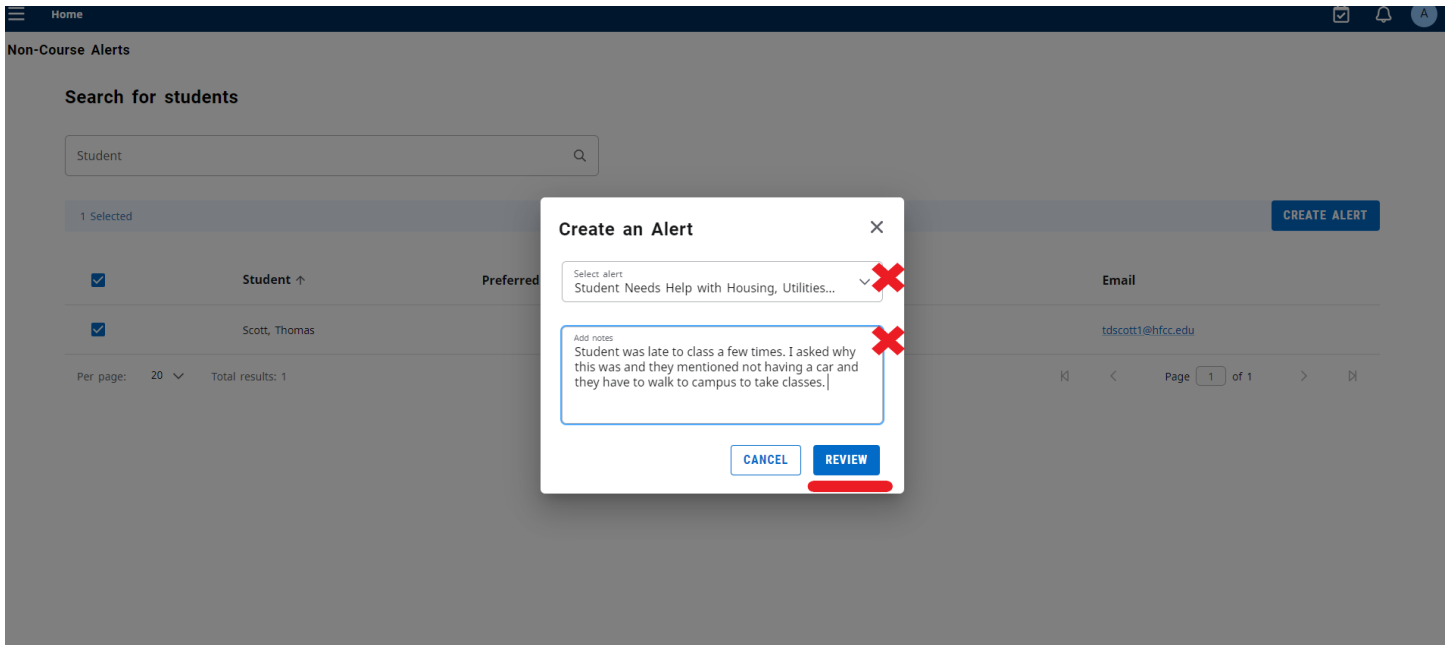 Home
A
Non-Course Alerts
Search for students
Student
1 Selected
CREATE ALERT
Create an Alert
Select alert
Student Needs Help with Housing, Utilities...
Add notes
Student was late to class a few times. I asked why
this was and they mentioned not having a car and
they have to walk to campus to take classes.
CANCEL
REVIEW
Student
Preferred
Email
Scott, Thomas
tdscott1@hfcc.edu
Per page: 20
Total results: 1
Page 1 of 1